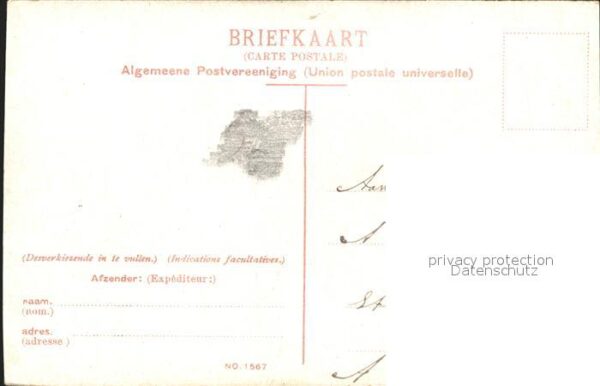 BRIEFKAART
(CARTE POSTALE)
Algemeene Postvereeniging (Union postale universelle)
Aan
A
privacy protection
Datenschutz
(Desverkiezende in te vullen.) (Indications facultatives.)
Afzender: (Expéditeur:)
naam.
(nom.)
adres.
(adresse)
A
NO. 1567